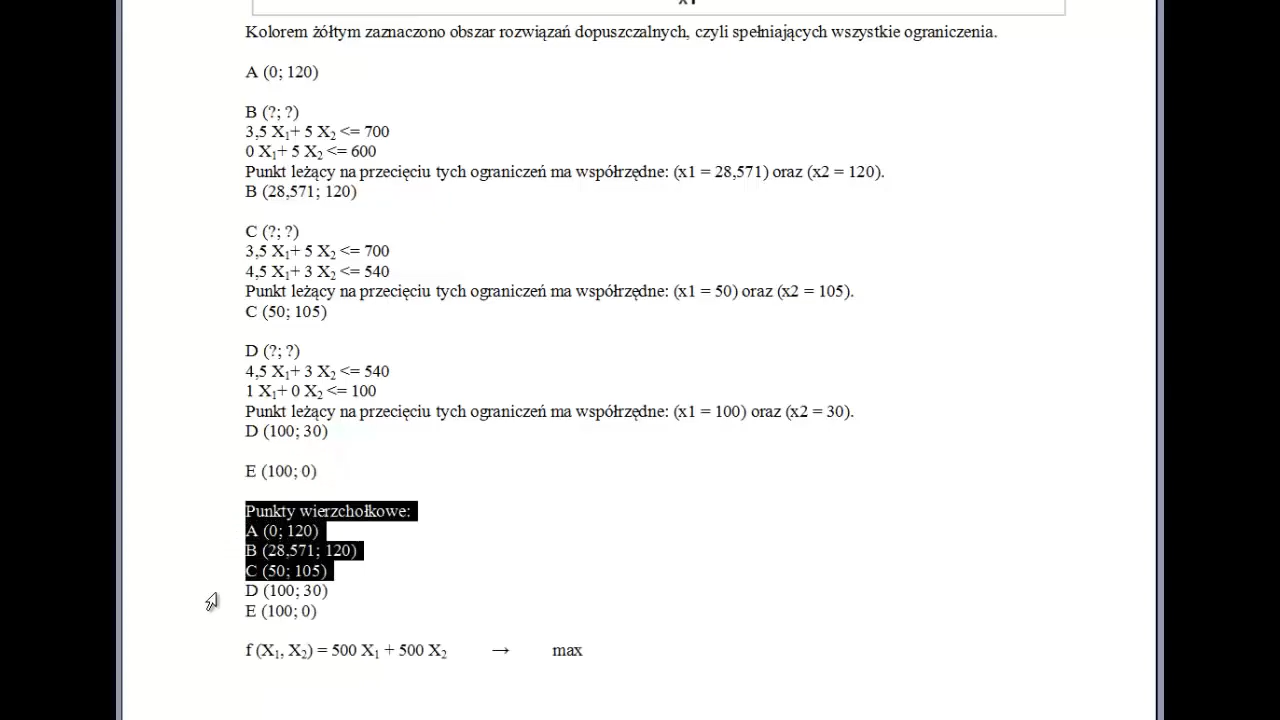 Kolorem żółtym zaznaczono obszar rozwiązań dopuszczalnych, czyli spełniających wszystkie ograniczenia.
A (0; 120)
B (?; ?)
3,5 X₁+ 5 X₂ <= 700
0 X₁+ 5 X₂ <= 600
Punkt leżący na przecięciu tych ograniczeń ma współrzędne: (x1 = 28,571) oraz (x2 = 120).
B (28,571; 120)
C (?; ?)
3,5 X₁+ 5 X₂ <= 700
4,5 X₁+ 3 X₂ <= 540
Punkt leżący na przecięciu tych ograniczeń ma współrzędne: (x1 = 50) oraz (x2 = 105).
C (50; 105)
D (?; ?)
4,5 X₁+ 3 X₂ <= 540
1 X₁+ 0 X₂ <= 100
Punkt leżący na przecięciu tych ograniczeń ma współrzędne: (x1 = 100) oraz (x2 = 30).
D (100; 30)
E (100; 0)
Punkty wierzchołkowe:
A (0; 120)
B (28,571; 120)
C (50; 105)
D (100; 30)
E (100; 0)
f (X₁, X₂) = 500 X₁ + 500 X₂ → max